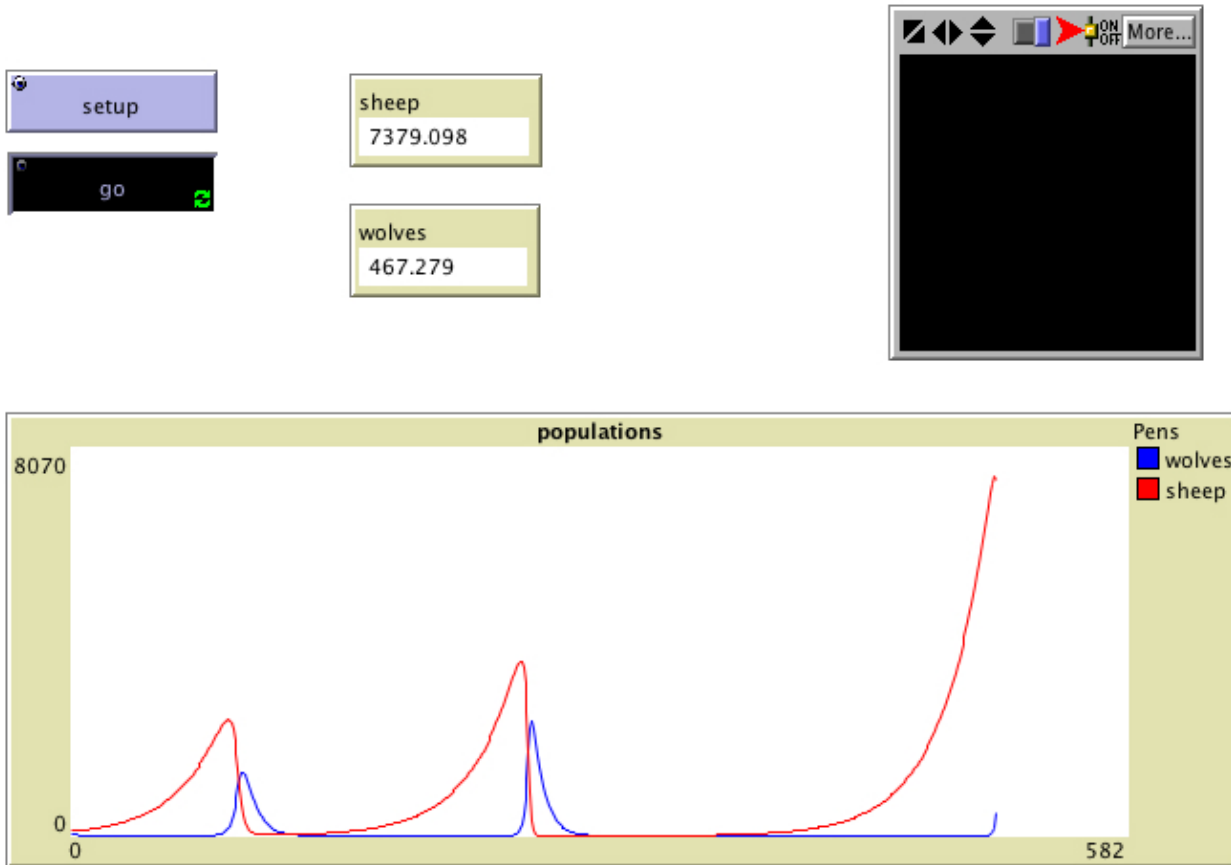 ON
OFF
More...
setup
sheep
7379.098
go
wolves
467.279
populations
Pens
8070
wolves
sheep
0
0
582